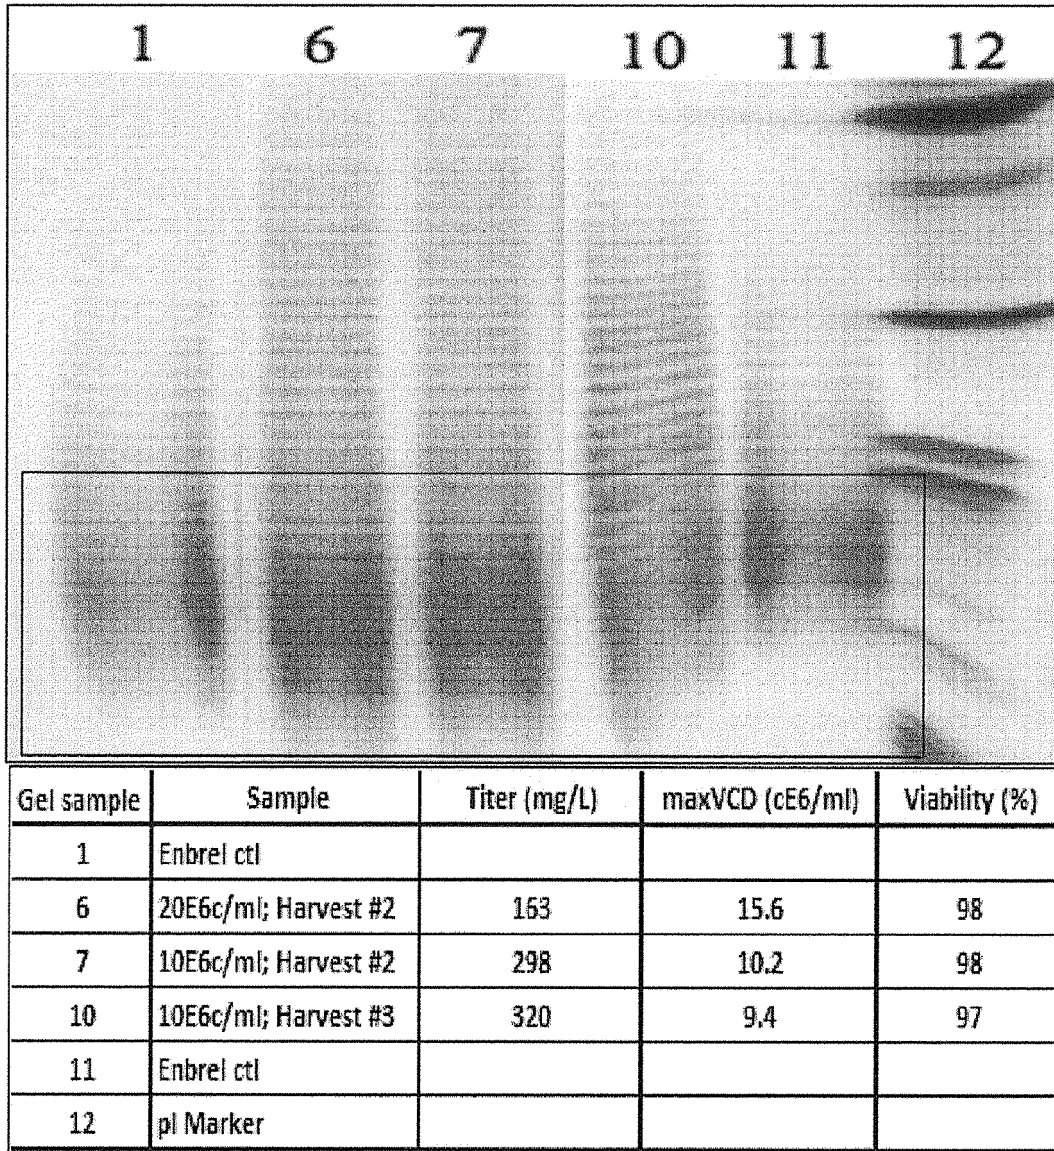 1 6 7 10 11 12
Gel sample Sample Titer (mg/L) maxVCD (cE6/ml) Viability (%)
1 Enbrel ctl
6 20E6c/ml; Harvest #2 163 15.6 98
7 10E6c/ml; Harvest #2 298 10.2 98
10 10E6c/ml; Harvest #3 320 9.4 97
11 Enbrel ctl
12 pI Marker